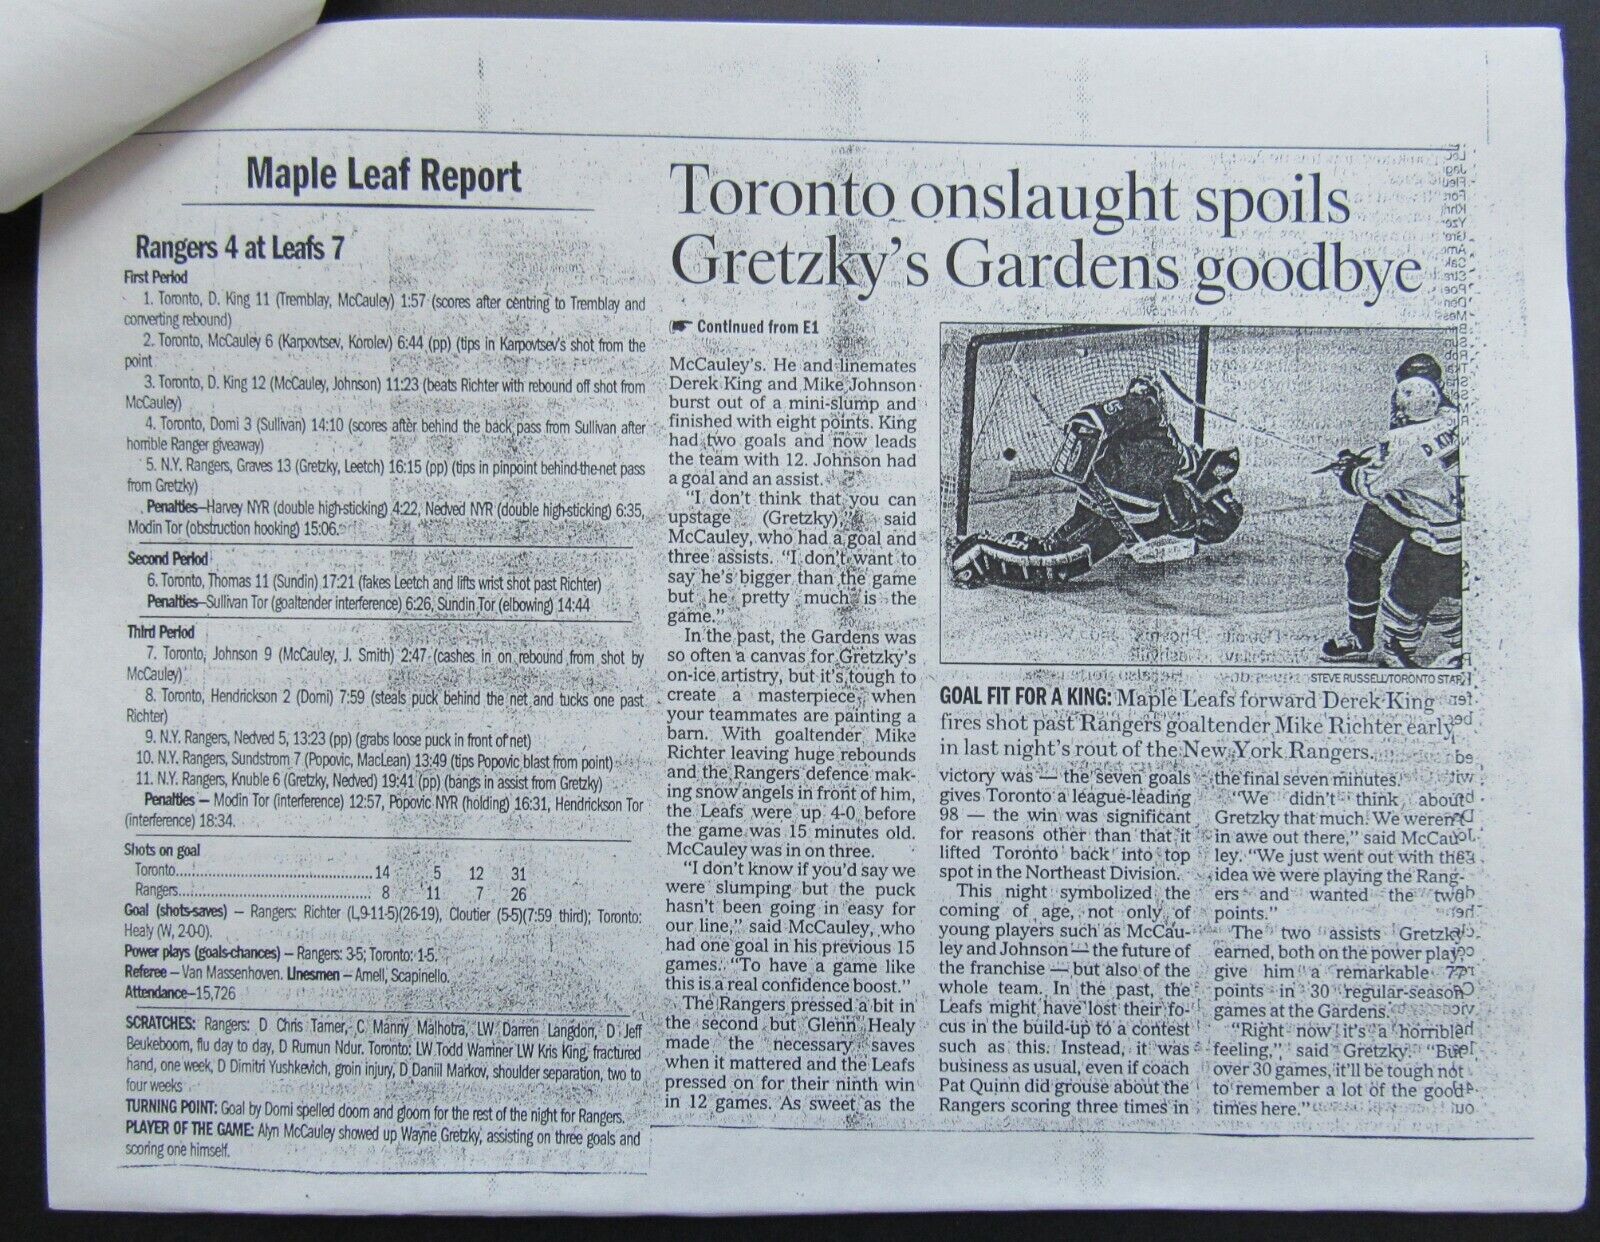 Maple Leaf Report
Rangers 4 at Leafs 7
First Period
1. Toronto, D. King 11 (Tremblay, McCauley) 1:57 (scores after centring to Tremblay and
converting rebound)
2. Toronto, McCauley 6 (Karpovtsev, Korolev) 6:44 (pp) (tips in Karpovtsev's shot from the
point
3. Toronto, D. King 12 (McCauley, Johnson) 11:23 (beats Richter with rebound off shot from
McCauley)
4. Toronto, Domi 3 (Sullivan) 14:10 (scores after behind the back pass from Sullivan after
horrible Ranger giveaway)
5. N.Y. Rangers, Graves 13 (Gretzky, Leetch) 16:15 (pp) (tips in pinpoint behind-the-net pass
from Gretzky)
Penalties—Harvey NYR (double high-sticking) 4:22, Nedved NYR (double high-sticking) 6:35,
Modin Tor (obstruction hooking) 15:06.
Second Period
6. Toronto, Thomas 11 (Sundin) 17:21 (fakes Leetch and lifts wrist shot past Richter)
Penalties—Sullivan Tor (goaltender interference) 6:26, Sundin Tor (elbowing) 14:44
Third Period
7. Toronto, Johnson 9 (McCauley, J. Smith) 2:47 (cashes in on rebound from shot by
McCauley)
8. Toronto, Hendrickson 2 (Domi) 7:59 (steals puck behind the net and tucks one past
Richter)
9. N.Y. Rangers, Nedved 5, 13:23 (pp) (grabs loose puck in front of net)
10. N.Y. Rangers, Sundstrom 7 (Popovic, MacLean) 13:49 (tips Popovic blast from point)
11. N.Y. Rangers, Knuble 6 (Gretzky, Nedved) 19:41 (pp) (bangs in assist from Gretzky)
Penalties — Modin Tor (interference) 12:57, Popovic NYR (holding) 16:31, Hendrickson Tor
(interference) 18:34.
Shots on goal
Toronto................................................14 5 12 31
Rangers................................................ 8 11 7 26
Goal (shots-saves) — Rangers: Richter (L,9-11-5)(26-19), Cloutier (5-5)(7:59 third); Toronto:
Healy (W, 2-0-0).
Power plays (goals-chances) — Rangers: 3-5; Toronto: 1-5.
Referee — Van Massenhoven. Linesmen — Amell, Scapinello.
Attendance—15,726
SCRATCHES: Rangers: D Chris Tamer, C Manny Malhotra, LW Darren Langdon, D Jeff
Beukeboom, flu day to day, D Rumun Ndur. Toronto: LW Todd Warriner LW Kris King, fractured
hand, one week, D Dimitri Yushkevich, groin injury, D Daniil Markov, shoulder separation, two to
four weeks
TURNING POINT: Goal by Domi spelled doom and gloom for the rest of the night for Rangers.
PLAYER OF THE GAME: Alyn McCauley showed up Wayne Gretzky, assisting on three goals and
scoring one himself.
Toronto onslaught spoils
Gretzky's Gardens goodbye
☛ Continued from E1
McCauley's. He and linemates
Derek King and Mike Johnson
burst out of a mini-slump and
finished with eight points. King
had two goals and now leads
the team with 12. Johnson had
a goal and an assist.
"I don't think that you can
upstage (Gretzky)," said
McCauley, who had a goal and
three assists. "I don't want to
say he's bigger than the game
but he pretty much is the
game."
In the past, the Gardens was
so often a canvas for Gretzky's
on-ice artistry, but it's tough to
create a masterpiece when
your teammates are painting a
barn. With goaltender Mike
Richter leaving huge rebounds
and the Rangers defence mak-
ing snow angels in front of him,
the Leafs were up 4-0 before
the game was 15 minutes old.
McCauley was in on three.
"I don't know if you'd say we
were slumping but the puck
hasn't been going in easy for
our line," said McCauley, who
had one goal in his previous 15
games. "To have a game like
this is a real confidence boost."
The Rangers pressed a bit in
the second but Glenn Healy
made the necessary saves
when it mattered and the Leafs
pressed on for their ninth win
in 12 games. As sweet as the
D KING
STEVE RUSSELL/TORONTO STAR
GOAL FIT FOR A KING: Maple Leafs forward Derek King
fires shot past Rangers goaltender Mike Richter early
in last night's rout of the New York Rangers.
victory was — the seven goals
gives Toronto a league-leading
98 — the win was significant
for reasons other than that it
lifted Toronto back into top
spot in the Northeast Division.
This night symbolized the
coming of age, not only of
young players such as McCau-
ley and Johnson — the future of
the franchise — but also of the
whole team. In the past, the
Leafs might have lost their fo-
cus in the build-up to a contest
such as this. Instead, it was
business as usual, even if coach
Pat Quinn did grouse about the
Rangers scoring three times in
the final seven minutes.
"We didn't think about
Gretzky that much. We weren't
in awe out there," said McCau-
ley. "We just went out with the
idea we were playing the Rang-
ers and wanted the two
points."
The two assists Gretzky
earned, both on the power play,
give him a remarkable 77
points in 30 regular-season
games at the Gardens.
"Right now it's a horrible
feeling," said Gretzky. "But
over 30 games, it'll be tough not
to remember a lot of the good
times here."